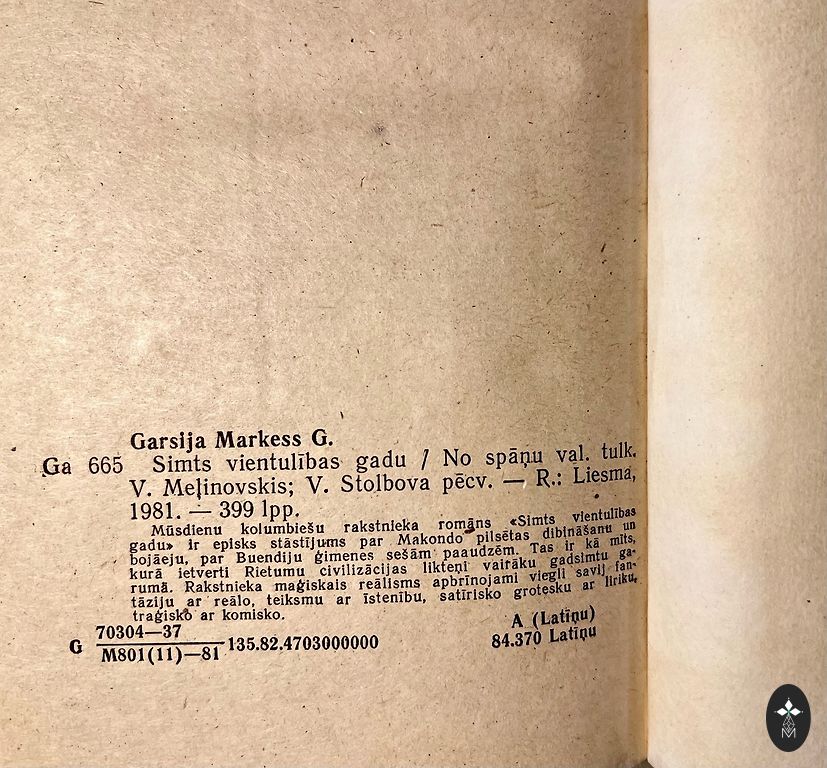 Garsija Markess G.
Ga 665 Simts vientulības gadu / No spāņu val. tulk.
V. Meļinovskis; V. Stolbova pēcv. — R.: Liesma,
1981. — 399 lpp.
Mūsdienu kolumbiešu rakstnieka romāns «Simts vientulības
gadu» ir episks stāstījums par Makondo pilsētas dibināšanu un
bojāeju, par Buendiju ģimenes sešām paaudzēm. Tas ir kā mīts,
kurā ietverti Rietumu civilizācijas likteņi vairāku gadsimtu ga-
rumā. Rakstnieka maģiskais reālisms apbrīnojami viegli savij fan-
tāziju ar reālo, teiksmu ar īstenību, satīrisko grotesku ar liriku,
traģisko ar komisko.
G 70304—37
M801(11)—81 135.82.4703000000
A (Latīņu)
84.370 Latīņu
M